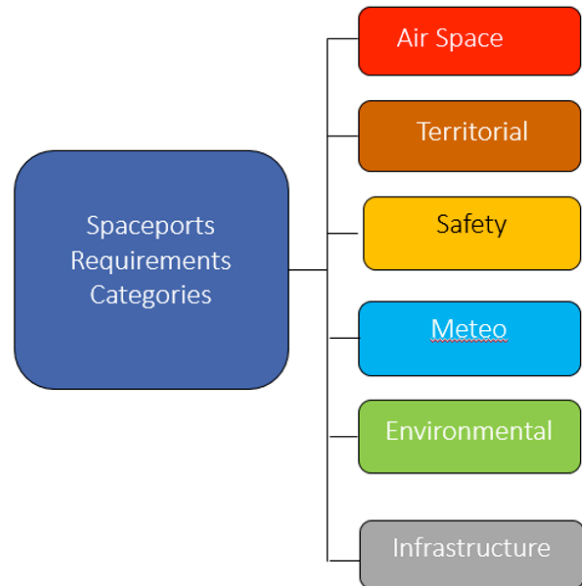 Spaceports
Requirements
Categories
Air Space
Territorial
Safety
Meteo
Environmental
Infrastructure